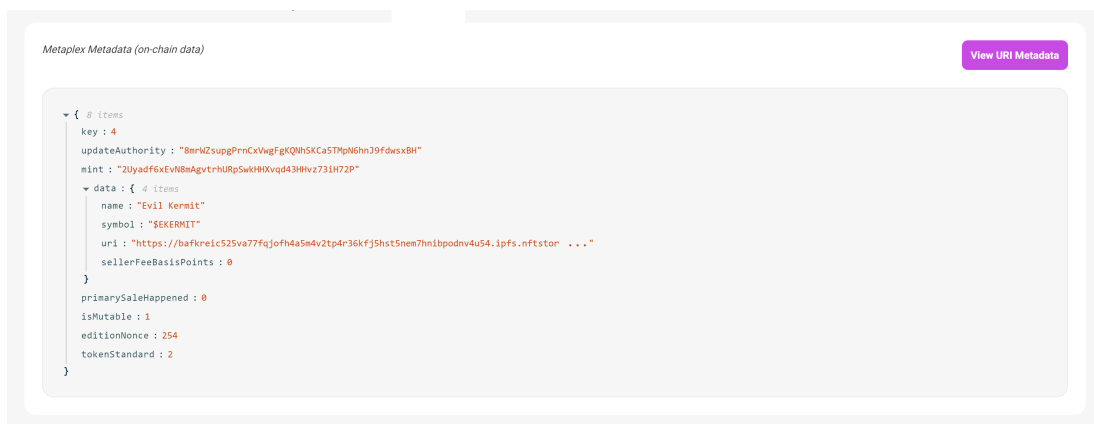 Metaplex Metadata (on-chain data)
View URI Metadata
{ 8 items
key : 4
updateAuthority : "8mrWZsupgPrnCxVwgFgKQNhSKCa5TMpN6hnJ9fdwsxBH"
mint : "2Uyadf6xEvN8mAgvtrhURpSwkHHXvqd43HHvz73iH72P"
data : { 4 items
name : "Evil Kermit"
symbol : "$EKERMIT"
uri : "https://bafkreic525va77fqjofh4a5m4v2tp4r36kfj5hst5nem7hnibpodnv4u54.ipfs.nftstor ..."
sellerFeeBasisPoints : 0
}
primarySaleHappened : 0
isMutable : 1
editionNonce : 254
tokenStandard : 2
}